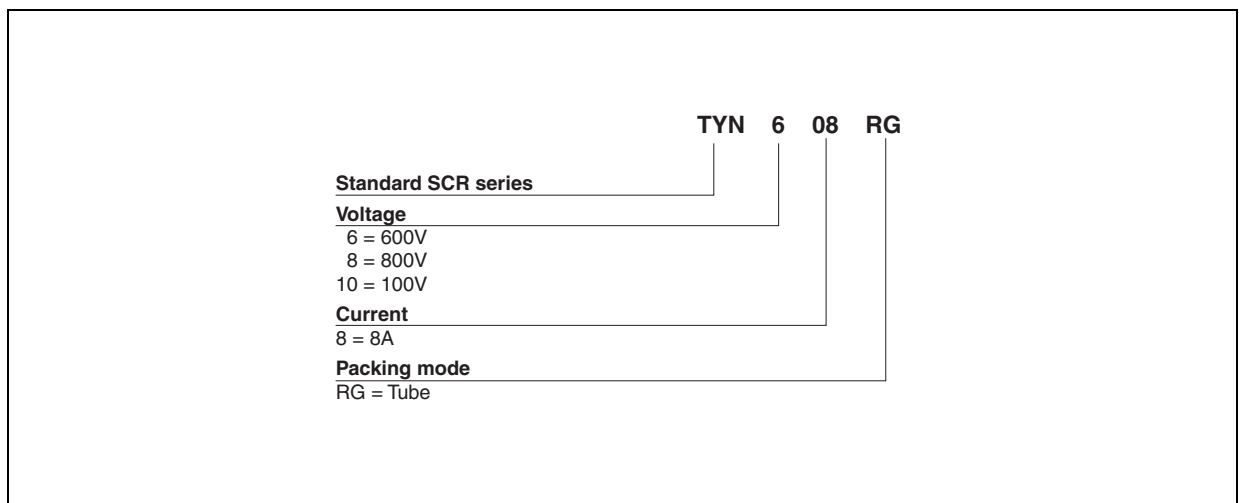 TYN 6 08 RG
Standard SCR series
Voltage
6 = 600V
8 = 800V
10 = 100V
Current
8 = 8A
Packing mode
RG = Tube